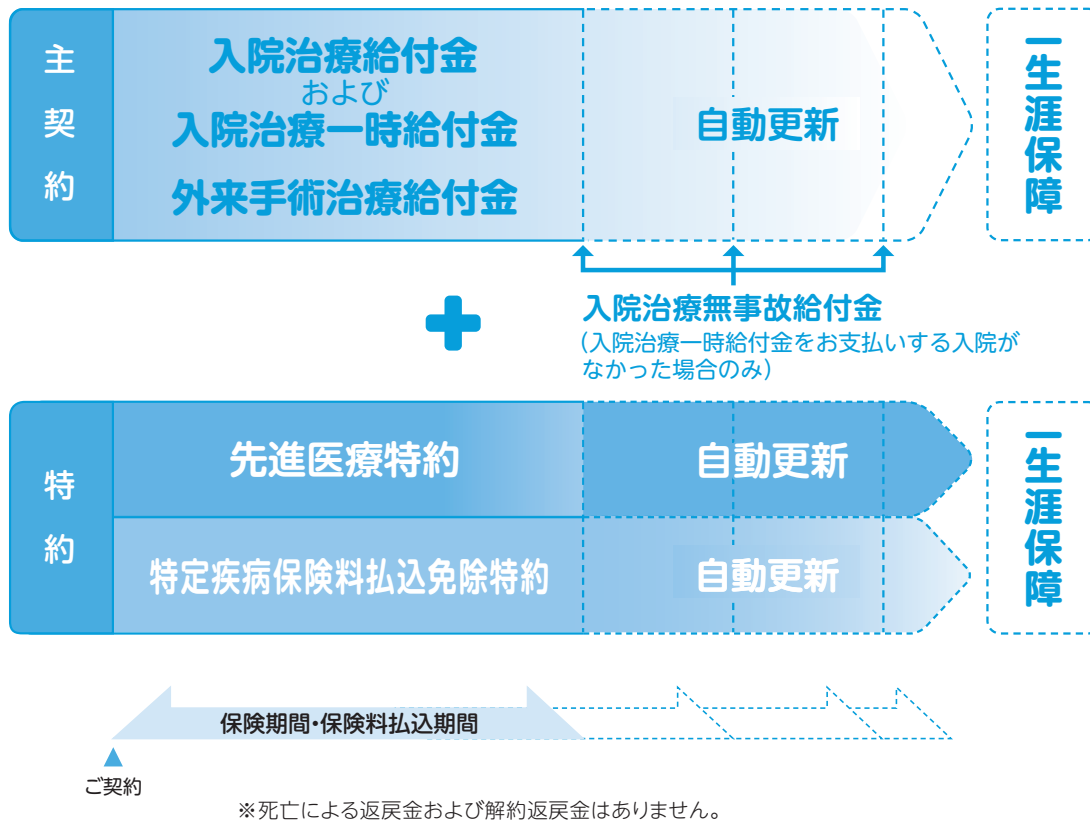 主契約
入院治療給付金
および
入院治療一時給付金
外来手術治療給付金
自動更新
一生涯保障
入院治療無事故給付金
(入院治療一時給付金をお支払いする入院が
なかった場合のみ)
特約
先進医療特約
自動更新
特定疾病保険料払込免除特約
自動更新
一生涯保障
保険期間・保険料払込期間
ご契約
※死亡による返戻金および解約返戻金はありません。